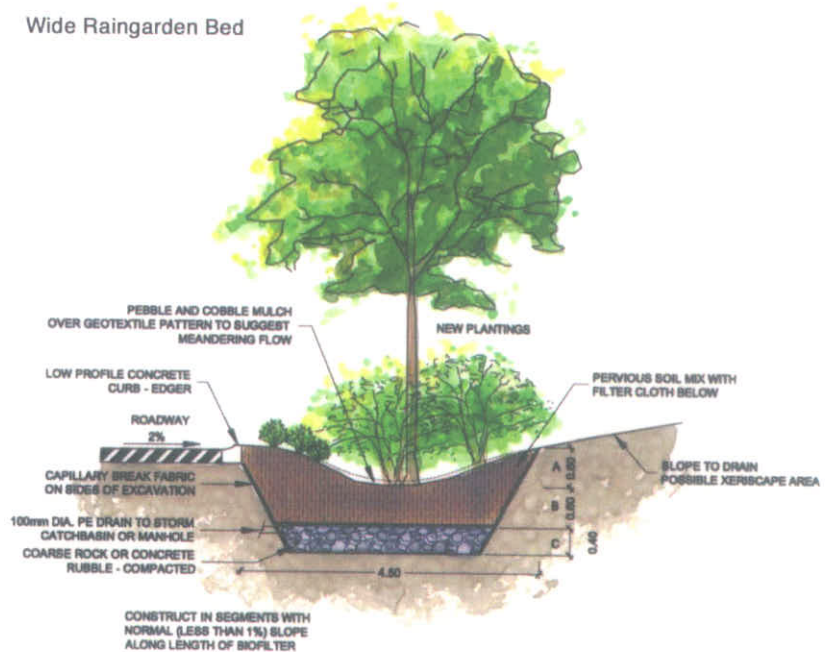 Wide Raingarden Bed
PEBBLE AND COBBLE MULCH
OVER GEOTEXTILE PATTERN TO SUGGEST
MEANDERING FLOW
NEW PLANTINGS
LOW PROFILE CONCRETE
CURB - EDGER
PERVIOUS SOIL MIX WITH
FILTER CLOTH BELOW
ROADWAY
2%
CAPILLARY BREAK FABRIC
ON SIDES OF EXCAVATION
A
SLOPE TO DRAIN
POSSIBLE XERISCAPE AREA
B
0.60
100mm DIA. PE DRAIN TO STORM
CATCHBASIN OR MANHOLE
C
0.40
COARSE ROCK OR CONCRETE
RUBBLE - COMPACTED
4.50
CONSTRUCT IN SEGMENTS WITH
NORMAL (LESS THAN 1%) SLOPE
ALONG LENGTH OF BIOFILTER